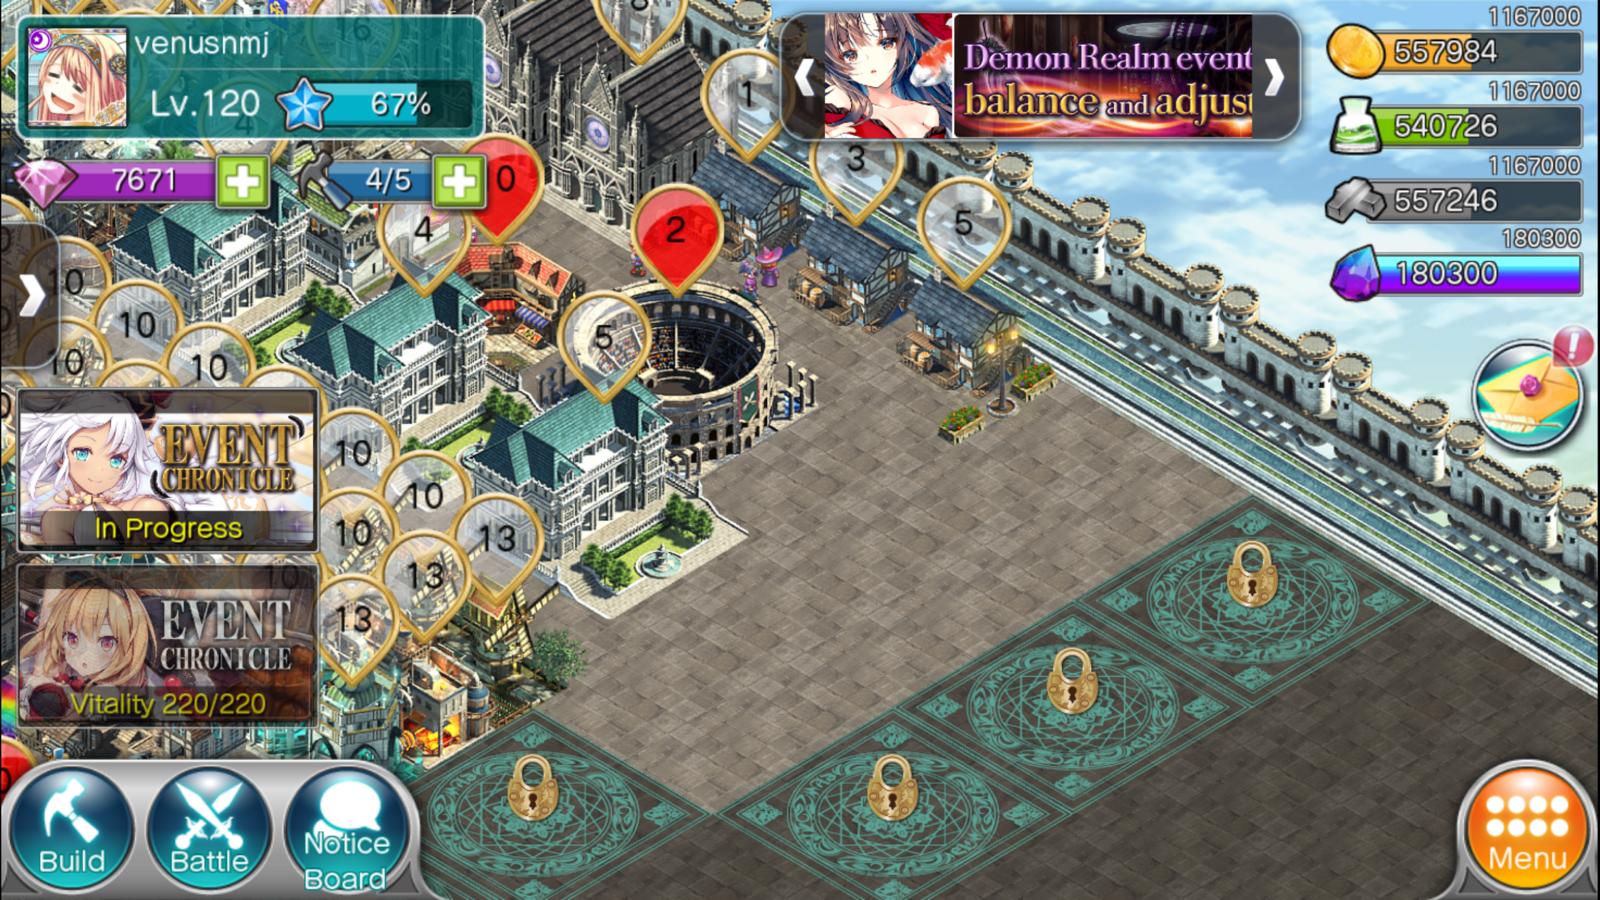 venusnmj
Lv.120
67%
7671
4/5
Demon Realm event
balance and adjust
1167000
557984
1167000
540726
1167000
557246
180300
180300
16
8
1
3
5
0
4
2
5
10
10
10
10
10
10
10
13
13
13
EVENT
CHRONICLE
In Progress
EVENT
CHRONICLE
Vitality 220/220
Build
Battle
Notice
Board
Menu